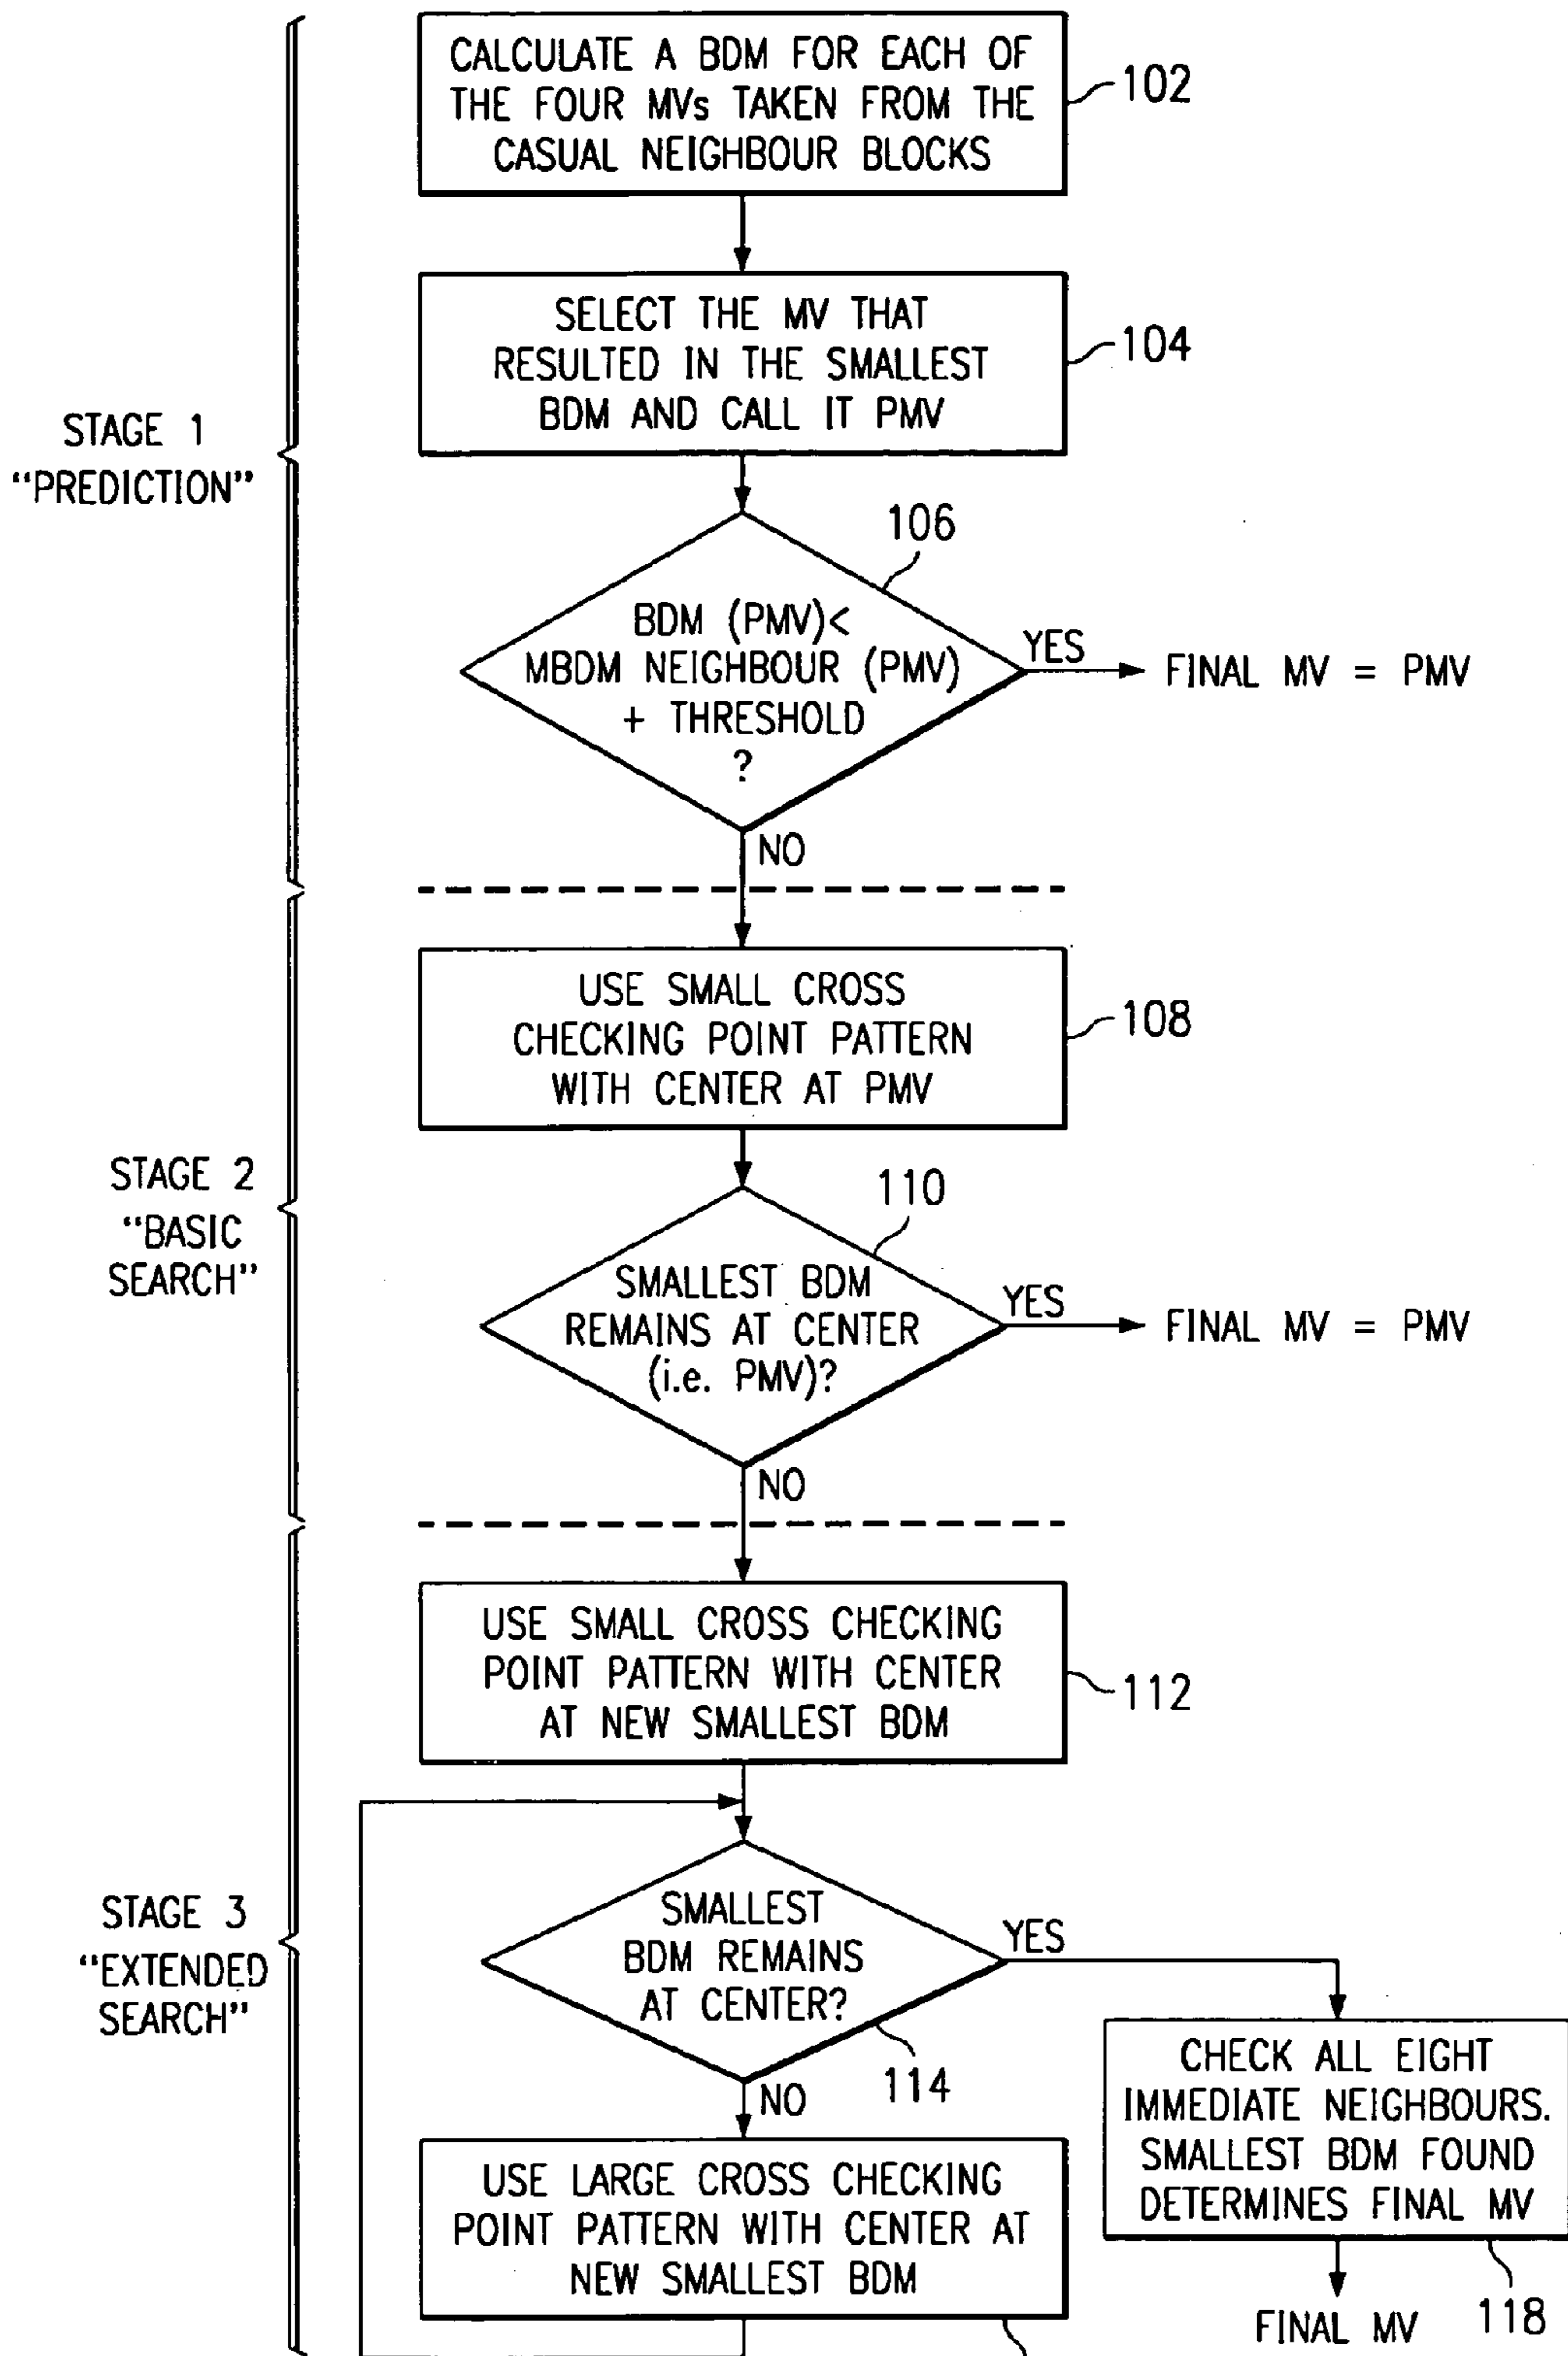 CALCULATE A BDM FOR EACH OF
THE FOUR MVs TAKEN FROM THE
CASUAL NEIGHBOUR BLOCKS
102
SELECT THE MV THAT
RESULTED IN THE SMALLEST
BDM AND CALL IT PMV
104
STAGE 1
"PREDICTION"
106
BDM (PMV)<
MBDM NEIGHBOUR (PMV)
+ THRESHOLD
?
YES
FINAL MV = PMV
NO
USE SMALL CROSS
CHECKING POINT PATTERN
WITH CENTER AT PMV
108
STAGE 2
"BASIC
SEARCH"
110
SMALLEST BDM
REMAINS AT CENTER
(i.e. PMV)?
YES
FINAL MV = PMV
NO
USE SMALL CROSS CHECKING
POINT PATTERN WITH CENTER
AT NEW SMALLEST BDM
112
STAGE 3
"EXTENDED
SEARCH"
SMALLEST
BDM REMAINS
AT CENTER?
YES
114
NO
CHECK ALL EIGHT
IMMEDIATE NEIGHBOURS.
SMALLEST BDM FOUND
DETERMINES FINAL MV
118
USE LARGE CROSS CHECKING
POINT PATTERN WITH CENTER AT
NEW SMALLEST BDM
FINAL MV